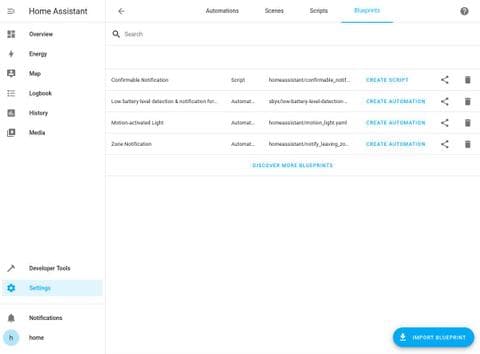 Home Assistant
Automations Scenes Scripts Blueprints
Overview
Search
Energy
Map
Confirmable Notification Script homeassistant/confirmable_notif... CREATE SCRIPT
Logbook
Low battery level detection & notification for... Automat... sbyx/low-battery-level-detection-... CREATE AUTOMATION
History
Motion-activated Light Automat... homeassistant/motion_light.yaml CREATE AUTOMATION
Media
Zone Notification Automat... homeassistant/notify_leaving_zo... CREATE AUTOMATION
DISCOVER MORE BLUEPRINTS
Developer Tools
Settings
Notifications
h home
IMPORT BLUEPRINT